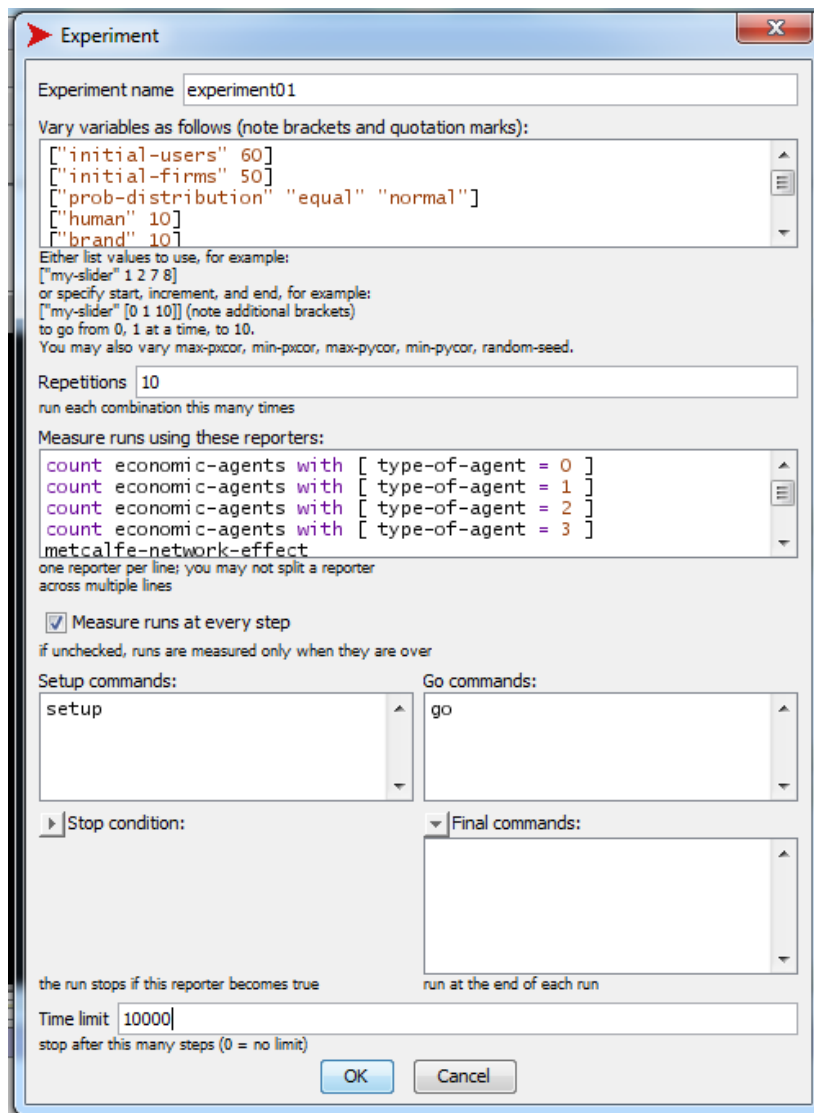 Experiment
Experiment name experiment01
Vary variables as follows (note brackets and quotation marks):
["initial-users" 60]
["initial-firms" 50]
["prob-distribution" "equal" "normal"]
["human" 10]
["brand" 10]
Either list values to use, for example:
["my-slider" 1 2 7 8]
or specify start, increment, and end, for example:
["my-slider" [0 1 10]] (note additional brackets)
to go from 0, 1 at a time, to 10.
You may also vary max-pxcor, min-pxcor, max-pycor, min-pycor, random-seed.
Repetitions 10
run each combination this many times
Measure runs using these reporters:
count economic-agents with [ type-of-agent = 0 ]
count economic-agents with [ type-of-agent = 1 ]
count economic-agents with [ type-of-agent = 2 ]
count economic-agents with [ type-of-agent = 3 ]
metcalfe-network-effect
one reporter per line; you may not split a reporter
across multiple lines
Measure runs at every step
if unchecked, runs are measured only when they are over
Setup commands:
setup
Go commands:
go
Stop condition:
Final commands:
the run stops if this reporter becomes true
run at the end of each run
Time limit 10000
stop after this many steps (0 = no limit)
OK
Cancel